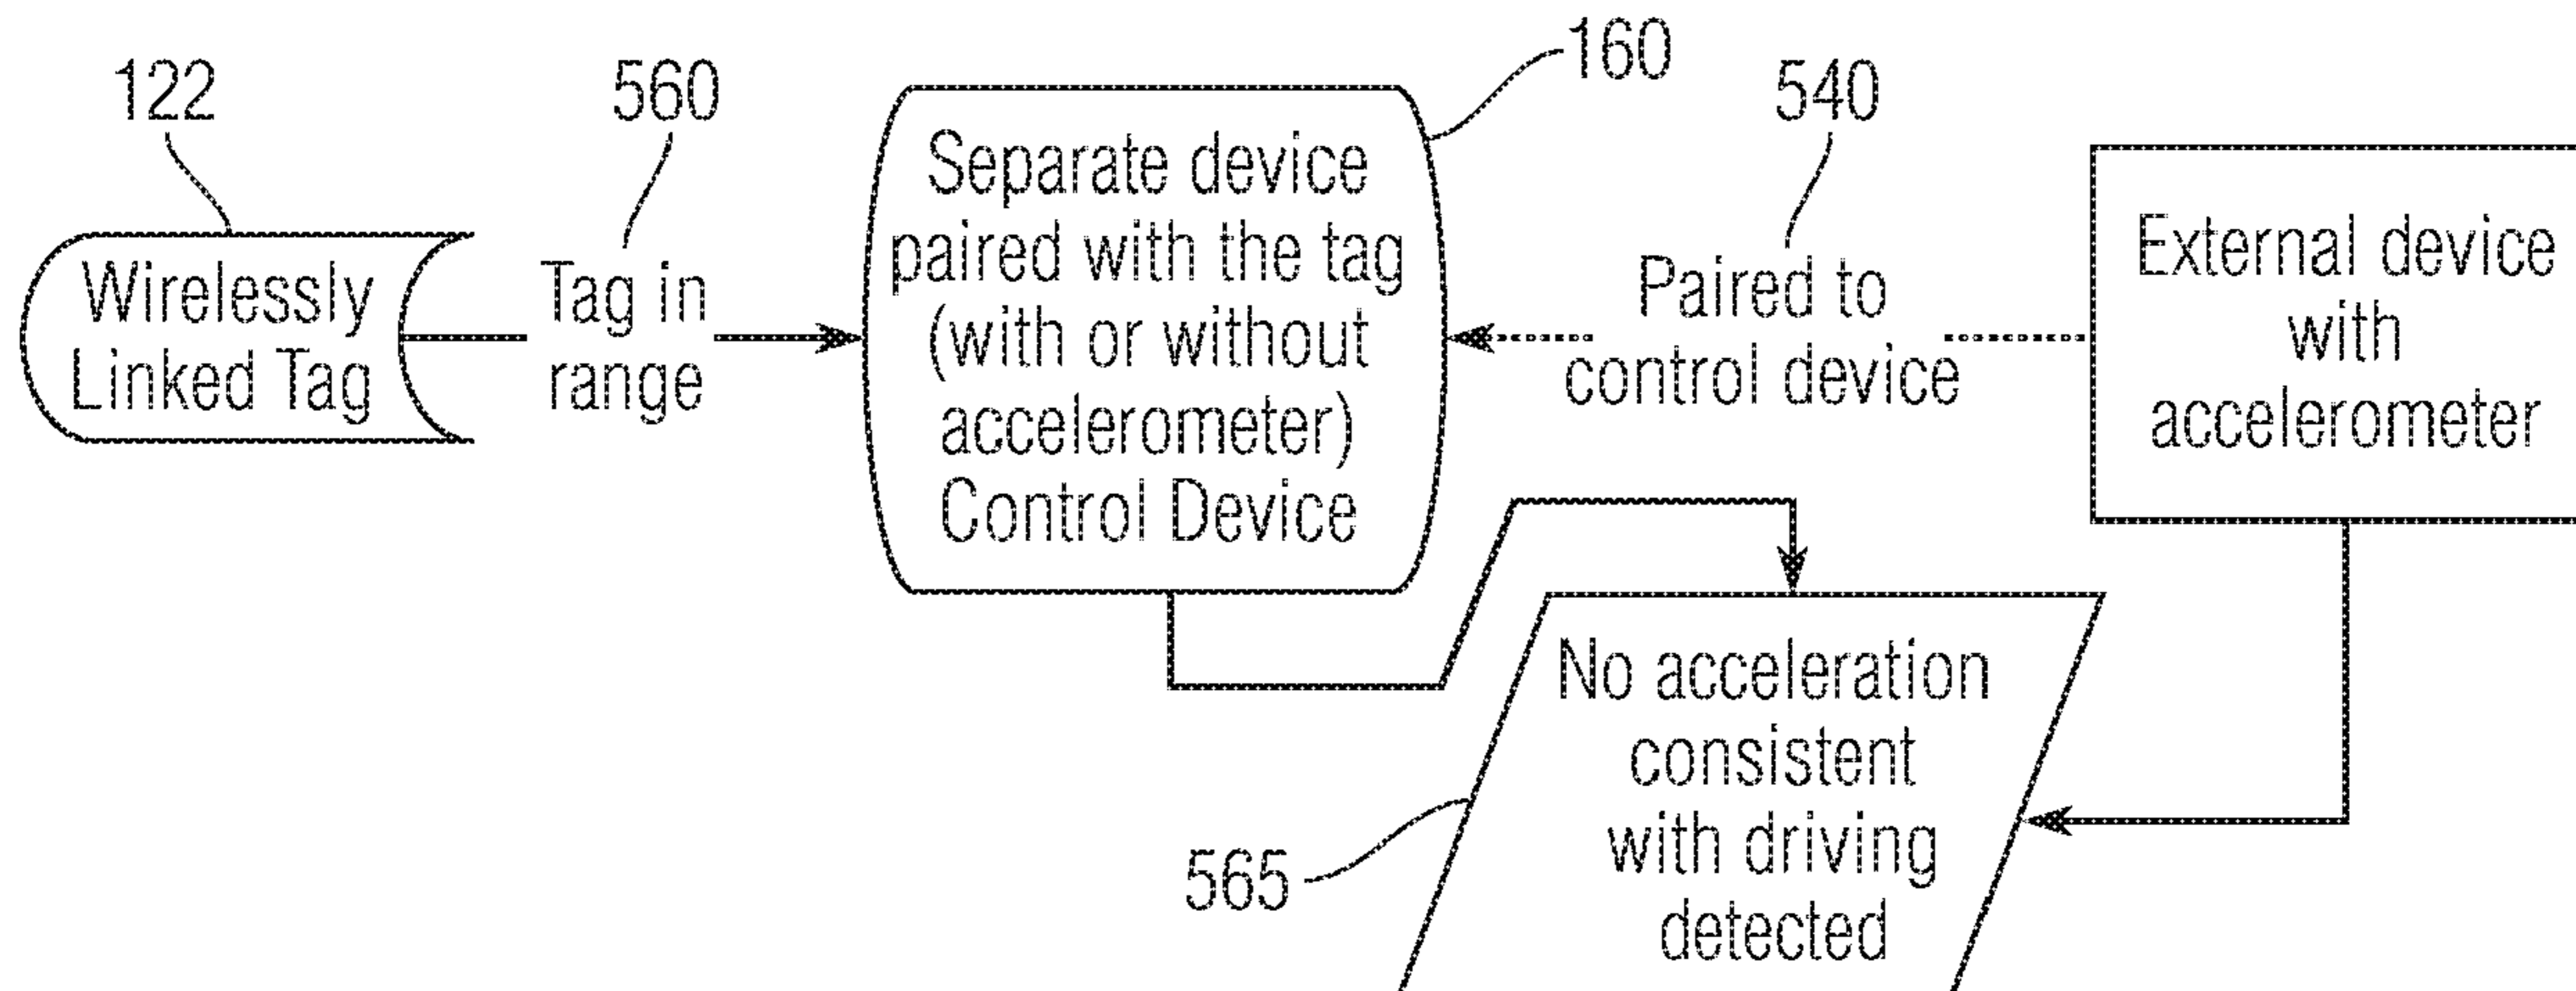 122
560
160
540
Wirelessly
Linked Tag
Tag in
range
Separate device
paired with the tag
(with or without
accelerometer)
Control Device
Paired to
control device
External device
with
accelerometer
565
No acceleration
consistent
with driving
detected